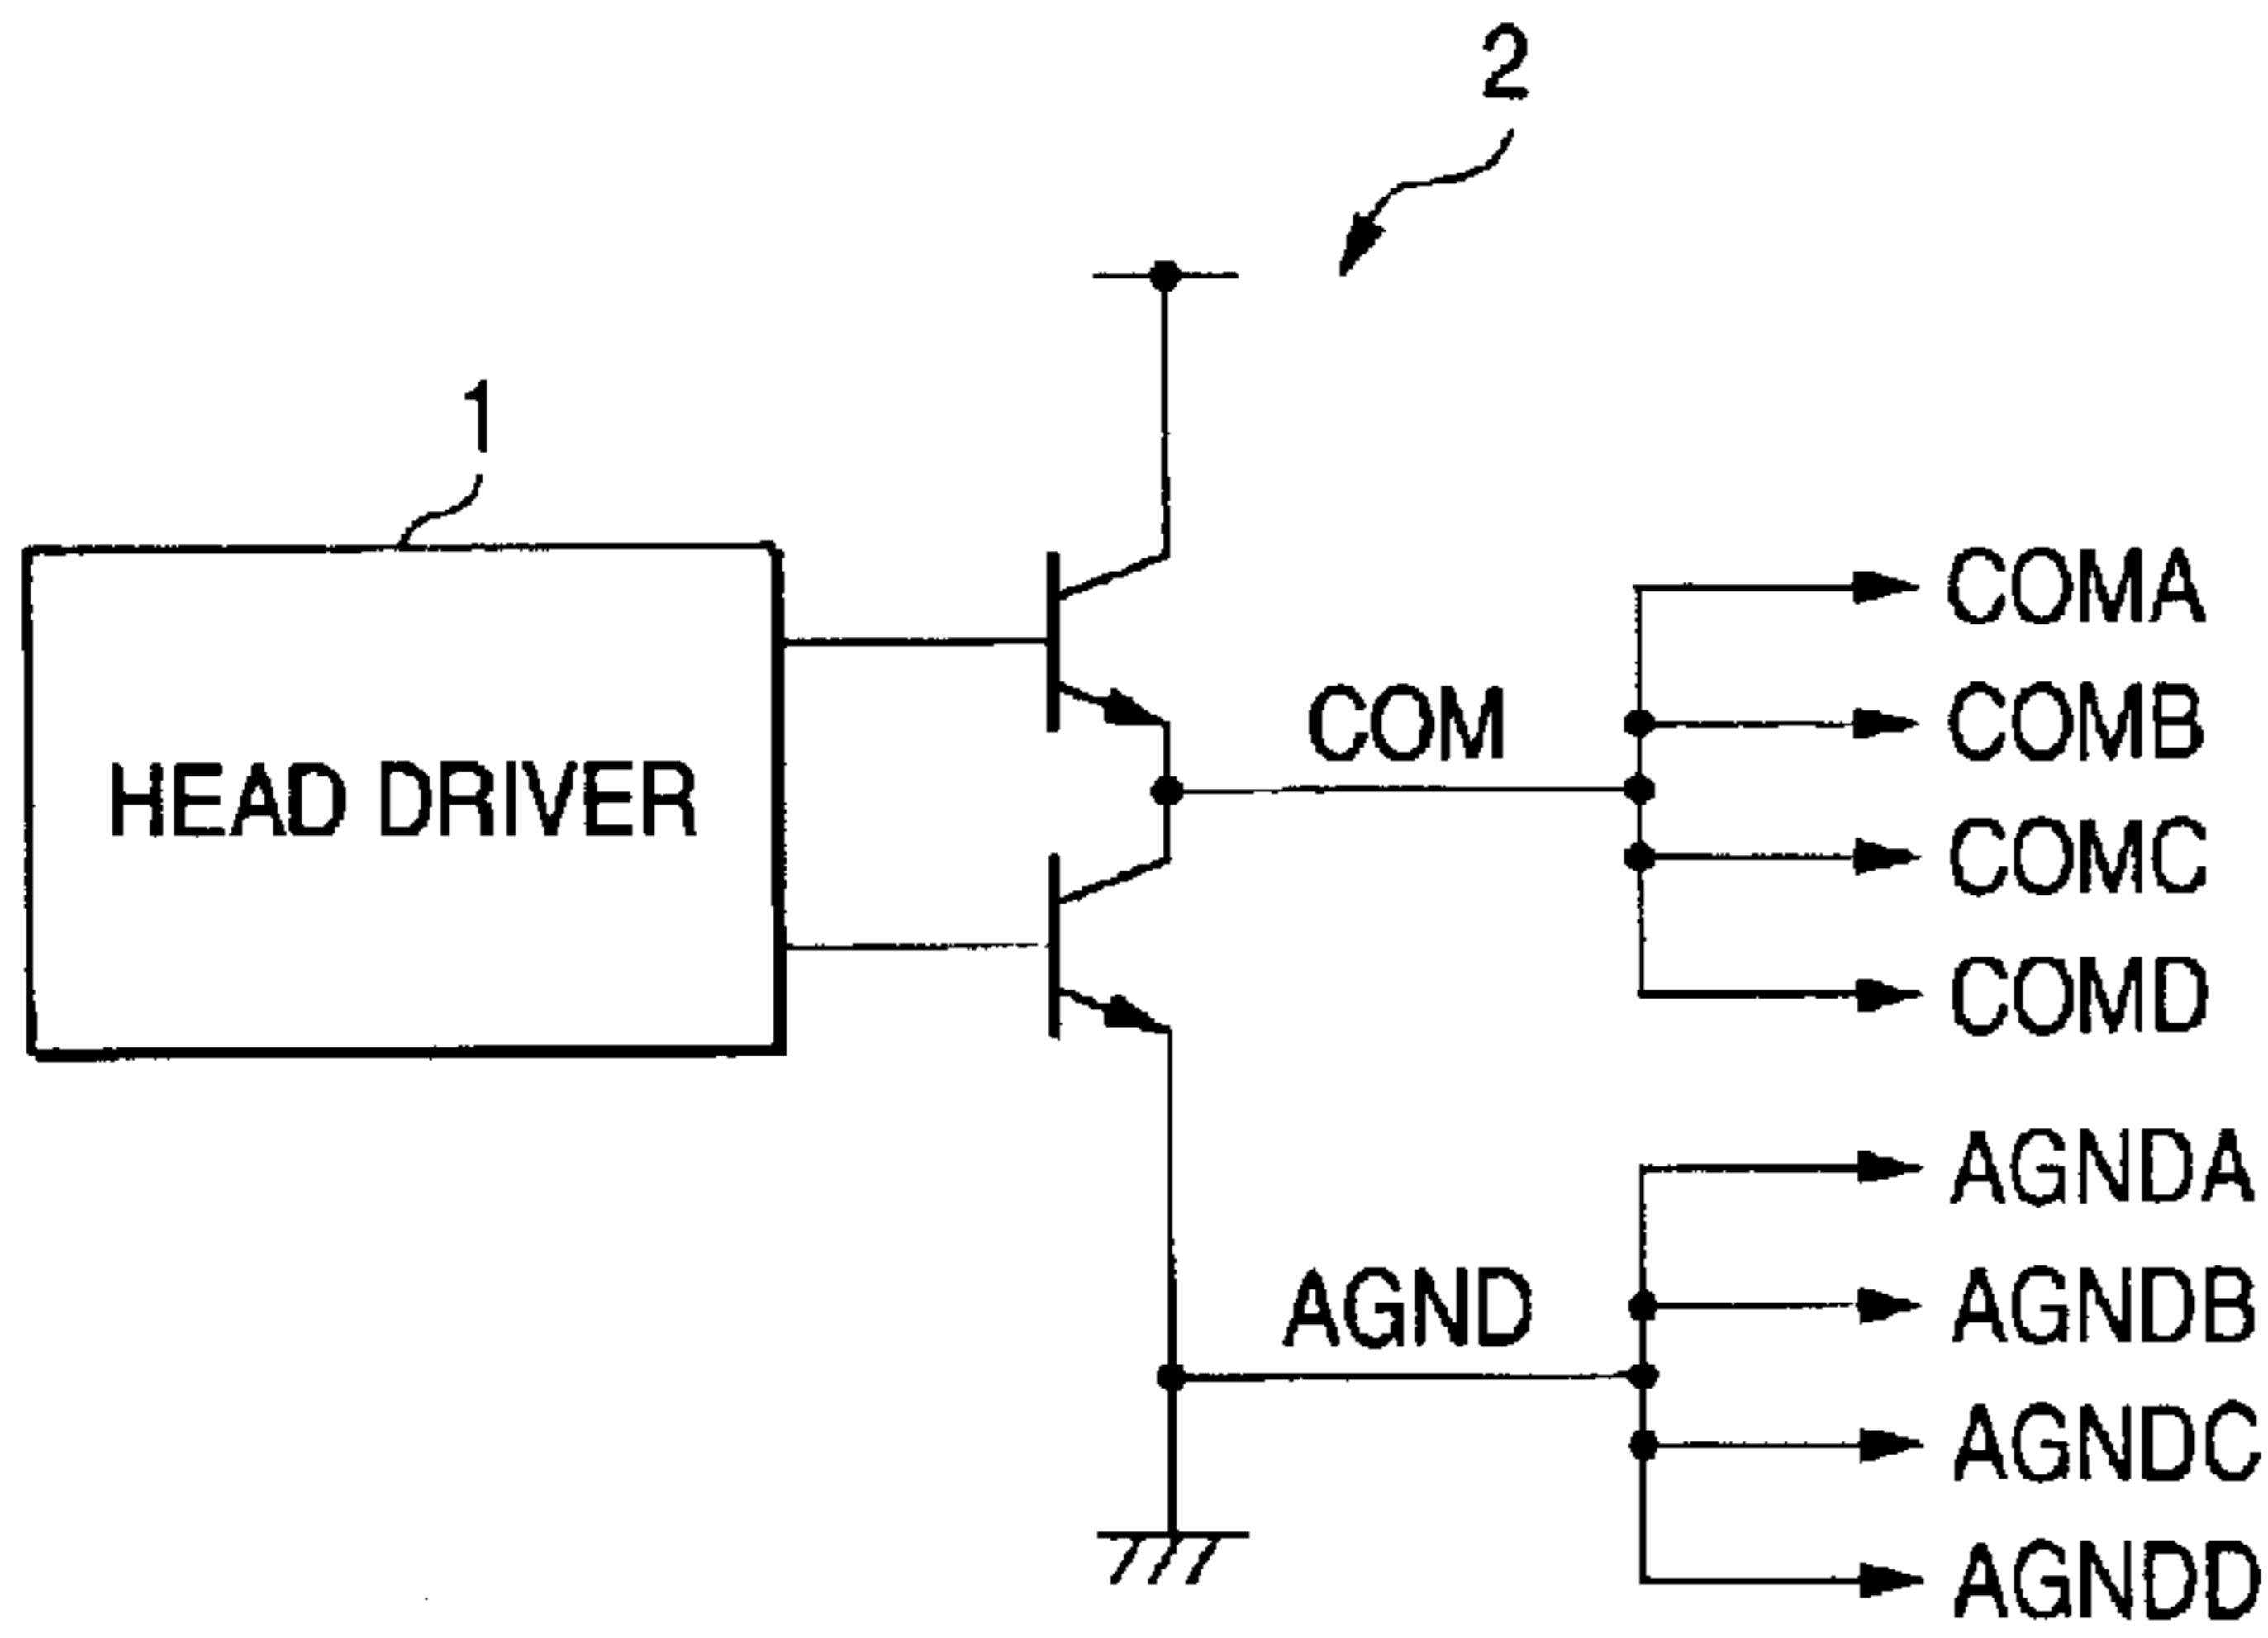 2
1
HEAD DRIVER
COM
COMA
COMB
COMC
COMD
AGND
AGNDA
AGNDB
AGNDC
AGNDD